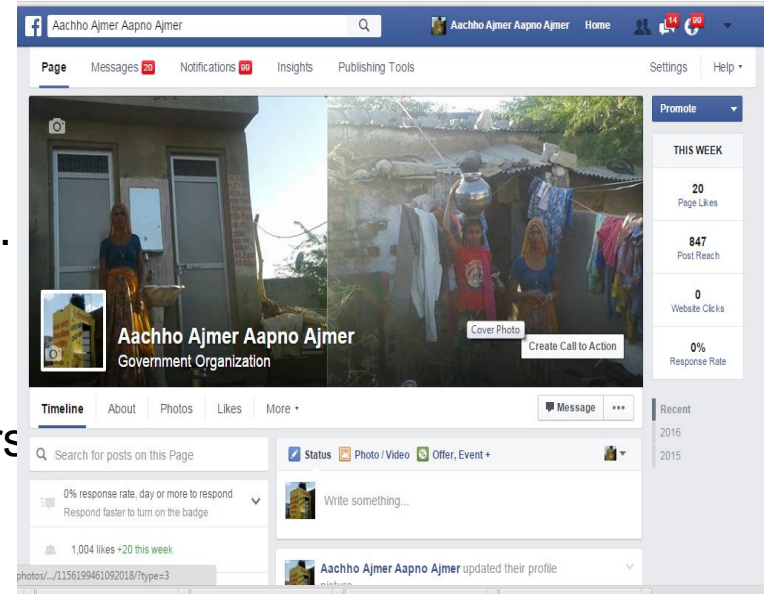 Aachho Ajmer Aapno Ajmer
Aachho Ajmer Aapno Ajmer Home 14 99
Page Messages 20 Notifications 99 Insights Publishing Tools Settings Help
Promote
THIS WEEK
20
Page Likes
847
Post Reach
0
Website Clicks
0%
Response Rate
.
Cover Photo
Create Call to Action
Aachho Ajmer Aapno Ajmer
Government Organization
Timeline About Photos Likes More Message •••
Recent
2016
2015
rs
Search for posts on this Page
0% response rate, day or more to respond
Respond faster to turn on the badge
1,004 likes +20 this week
photos/.../1156199461092018/?type=3
Status Photo / Video Offer, Event +
Write something...
Aachho Ajmer Aapno Ajmer updated their profile
picture